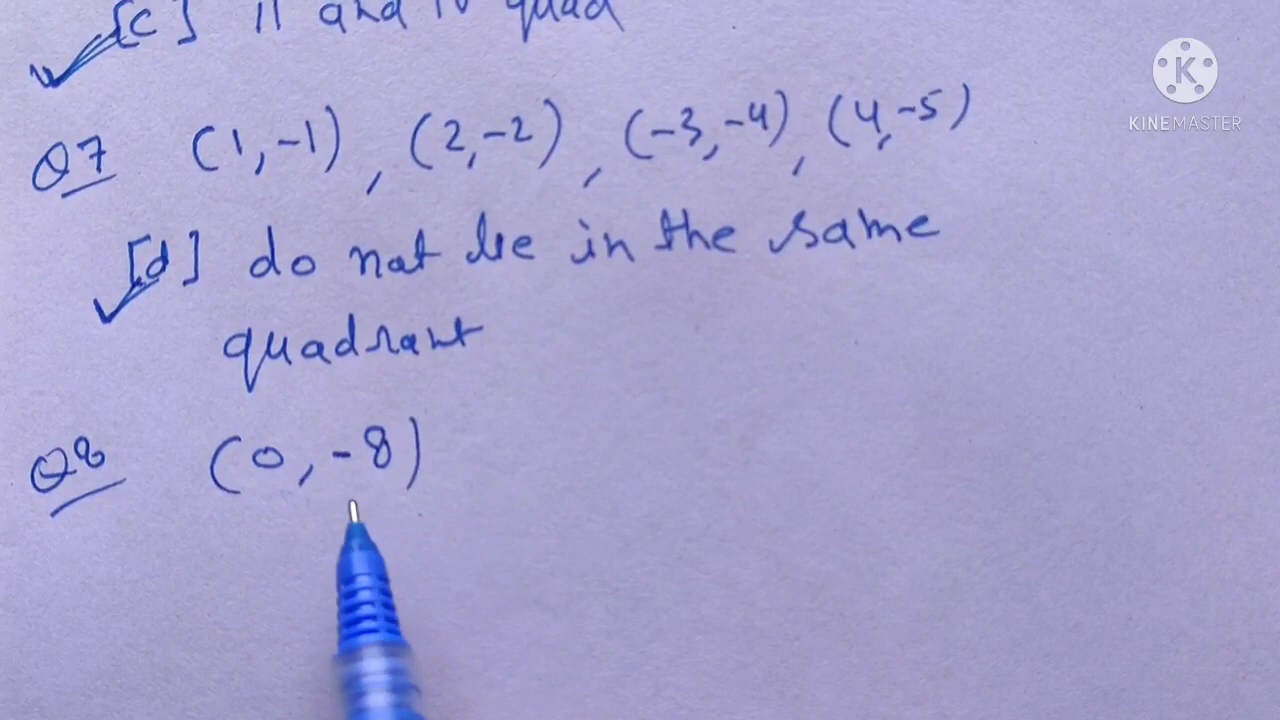 [c] II and IV quad
Q7 (1,-1), (2,-2), (-3,-4), (4,-5)
[d] do not lie in the same
quadrant
Q8 (0,-8)
K
KINEMASTER